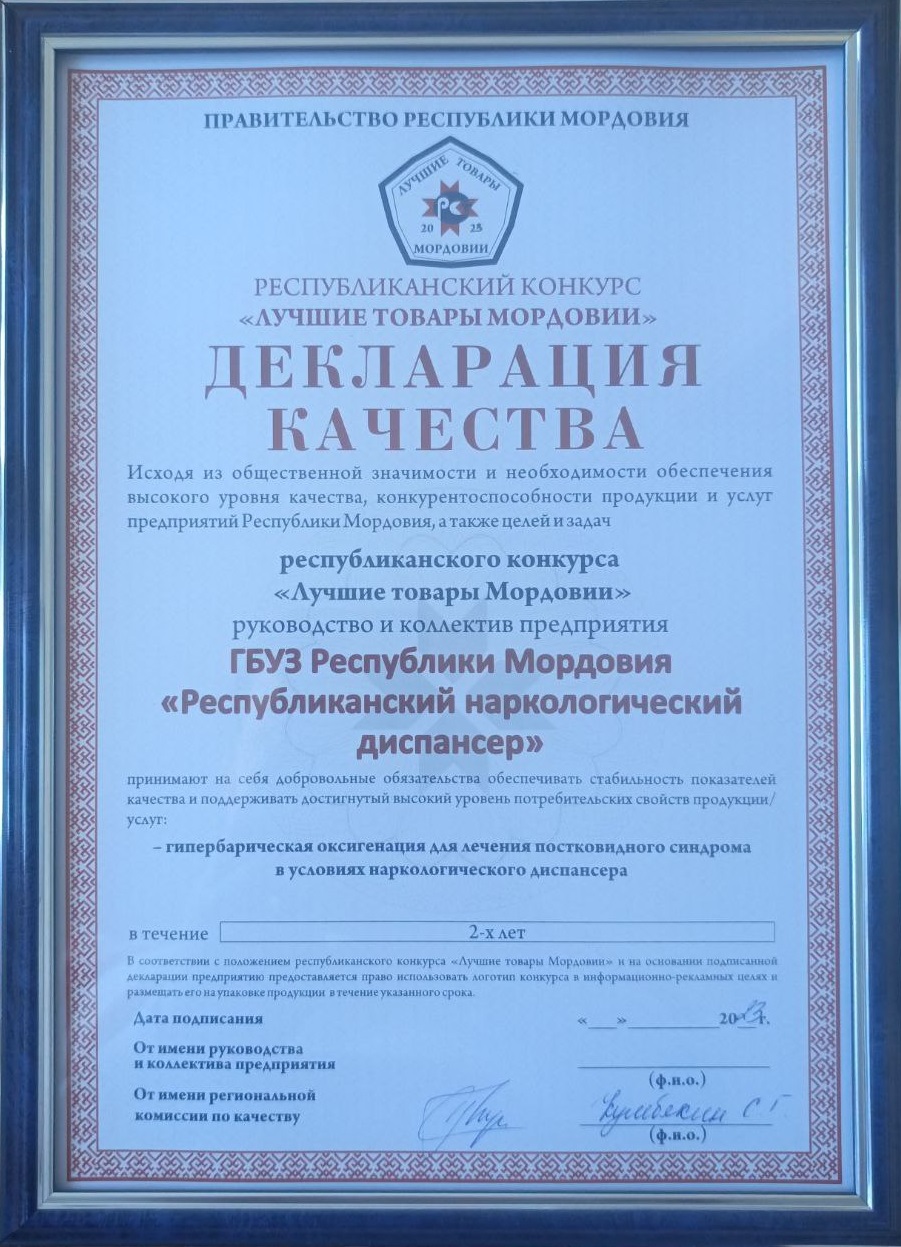 ПРАВИТЕЛЬСТВО РЕСПУБЛИКИ МОРДОВИЯ
ЛУЧШИЕ ТОВАРЫ
РС
20 23
МОРДОВИИ
РЕСПУБЛИКАНСКИЙ КОНКУРС
«ЛУЧШИЕ ТОВАРЫ МОРДОВИИ»
ДЕКЛАРАЦИЯ
КАЧЕСТВА
Исходя из общественной значимости и необходимости обеспечения
высокого уровня качества, конкурентоспособности продукции и услуг
предприятий Республики Мордовия, а также целей и задач
республиканского конкурса
«Лучшие товары Мордовии»
руководство и коллектив предприятия
ГБУЗ Республики Мордовия
«Республиканский наркологический
диспансер»
принимают на себя добровольные обязательства обеспечивать стабильность показателей
качества и поддерживать достигнутый высокий уровень потребительских свойств продукции/
услуг:
– гипербарическая оксигенация для лечения постковидного синдрома
в условиях наркологического диспансера
в течение 2-х лет
В соответствии с положением республиканского конкурса «Лучшие товары Мордовии» и на основании подписанной
декларации предприятию предоставляется право использовать логотип конкурса в информационно-рекламных целях и
размещать его на упаковке продукции в течение указанного срока.
Дата подписания «___»__________2023г.
От имени руководства
и коллектива предприятия
(ф.и.о.)
От имени региональной
комиссии по качеству
(ф.и.о.)